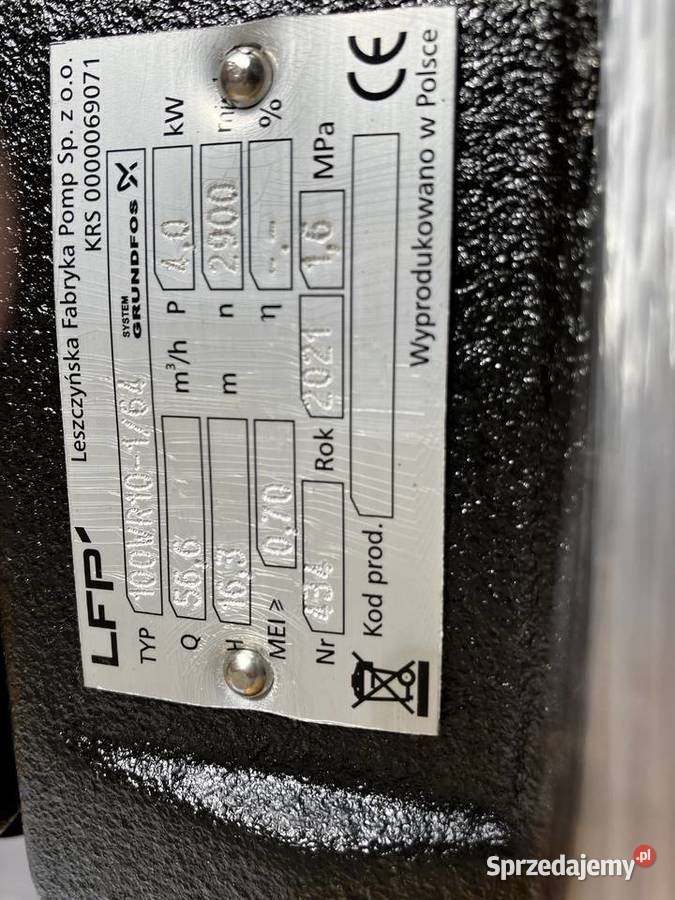 LFP
Leszczyńska Fabryka Pomp Sp. z o.o.
KRS 0000069071
TYP 100VR10-1/64 SYSTEM GRUNDFOS
Q 56,6 m³/h P 4,0 kW
H 16,3 m n 2900
MEI ≥ 0,70 η -.- %
Nr 434 Rok 2021 1,6 MPa
Kod prod. CE
Wyprodukowano w Polsce
Sprzedajemy.pl